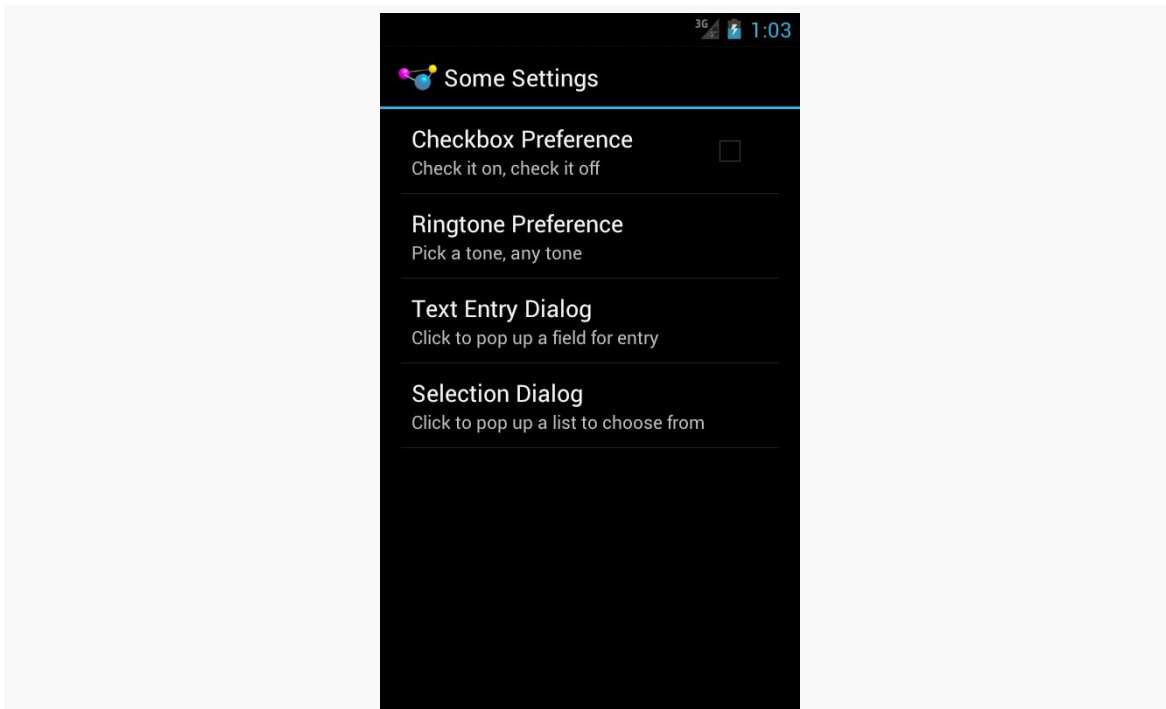 3G 1:03
Some Settings
Checkbox Preference
Check it on, check it off
Ringtone Preference
Pick a tone, any tone
Text Entry Dialog
Click to pop up a field for entry
Selection Dialog
Click to pop up a list to choose from